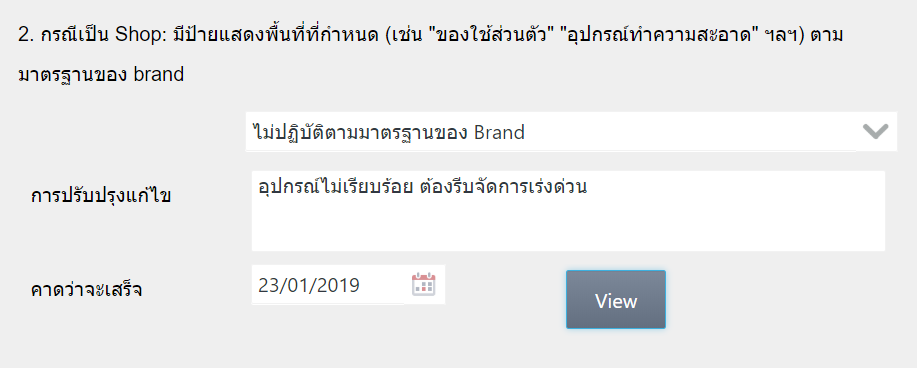 2. กรณีเป็น Shop: มีป้ายแสดงพื้นที่ที่กำหนด (เช่น "ของใช้ส่วนตัว" "อุปกรณ์ทำความสะอาด" ฯลฯ) ตาม
มาตรฐานของ brand
ไม่ปฏิบัติตามมาตรฐานของ Brand
การปรับปรุงแก้ไข
อุปกรณ์ไม่เรียบร้อย ต้องรีบจัดการเร่งด่วน
คาดว่าจะเสร็จ
23/01/2019
View